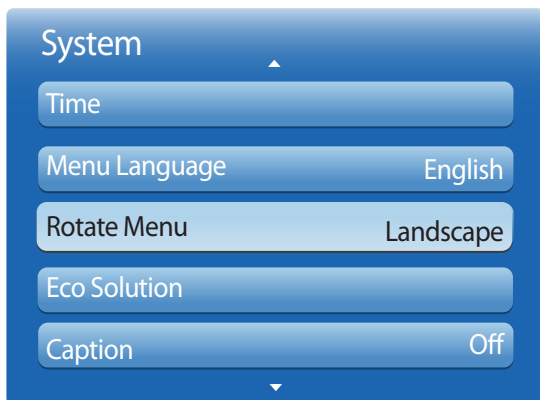 System
Time
Menu Language English
Rotate Menu Landscape
Eco Solution
Caption Off